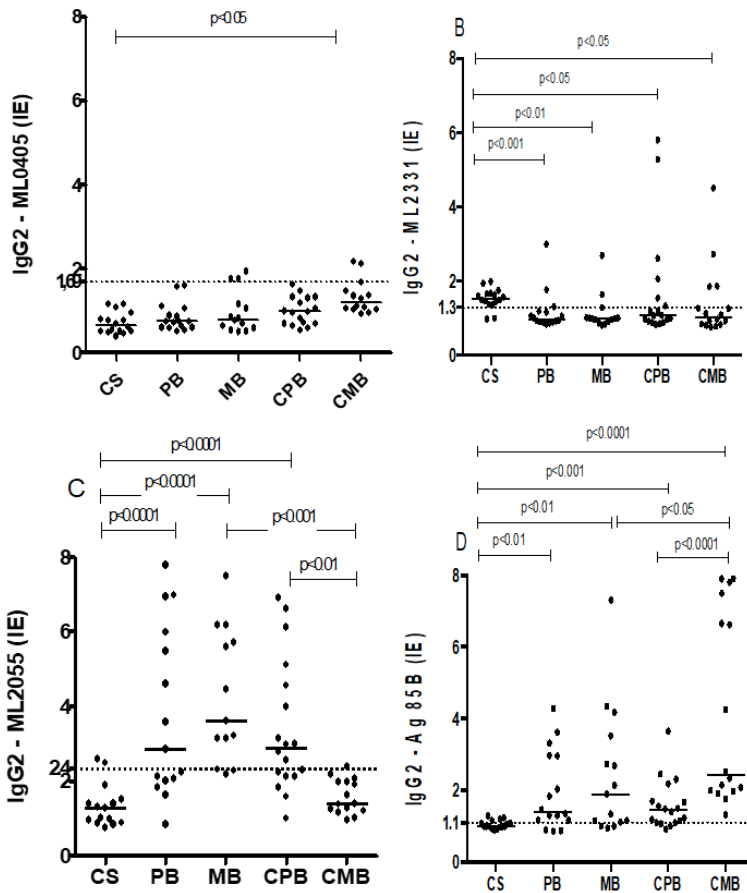 8
p<0.05
6
4
2
0
IgG2 - ML0405 (IE)
CS PB MB CPB CMB
B
p<0.05
p<0.05
p<0.01
p<0.001
8
6
4
2
1.3
0
IgG2 - ML2331 (IE)
CS PB MB CPB CMB
C
p<0.0001
p<0.0001
p<0.0001
p<0.001
p<0.01
8
6
4
2.4
2
0
IgG2 - ML2055 (IE)
CS PB MB CPB CMB
D
p<0.0001
p<0.001
p<0.01
p<0.05
p<0.01
p<0.0001
8
6
4
2
1.1
0
IgG2 - Ag 85B (IE)
CS PB MB CPB CMB